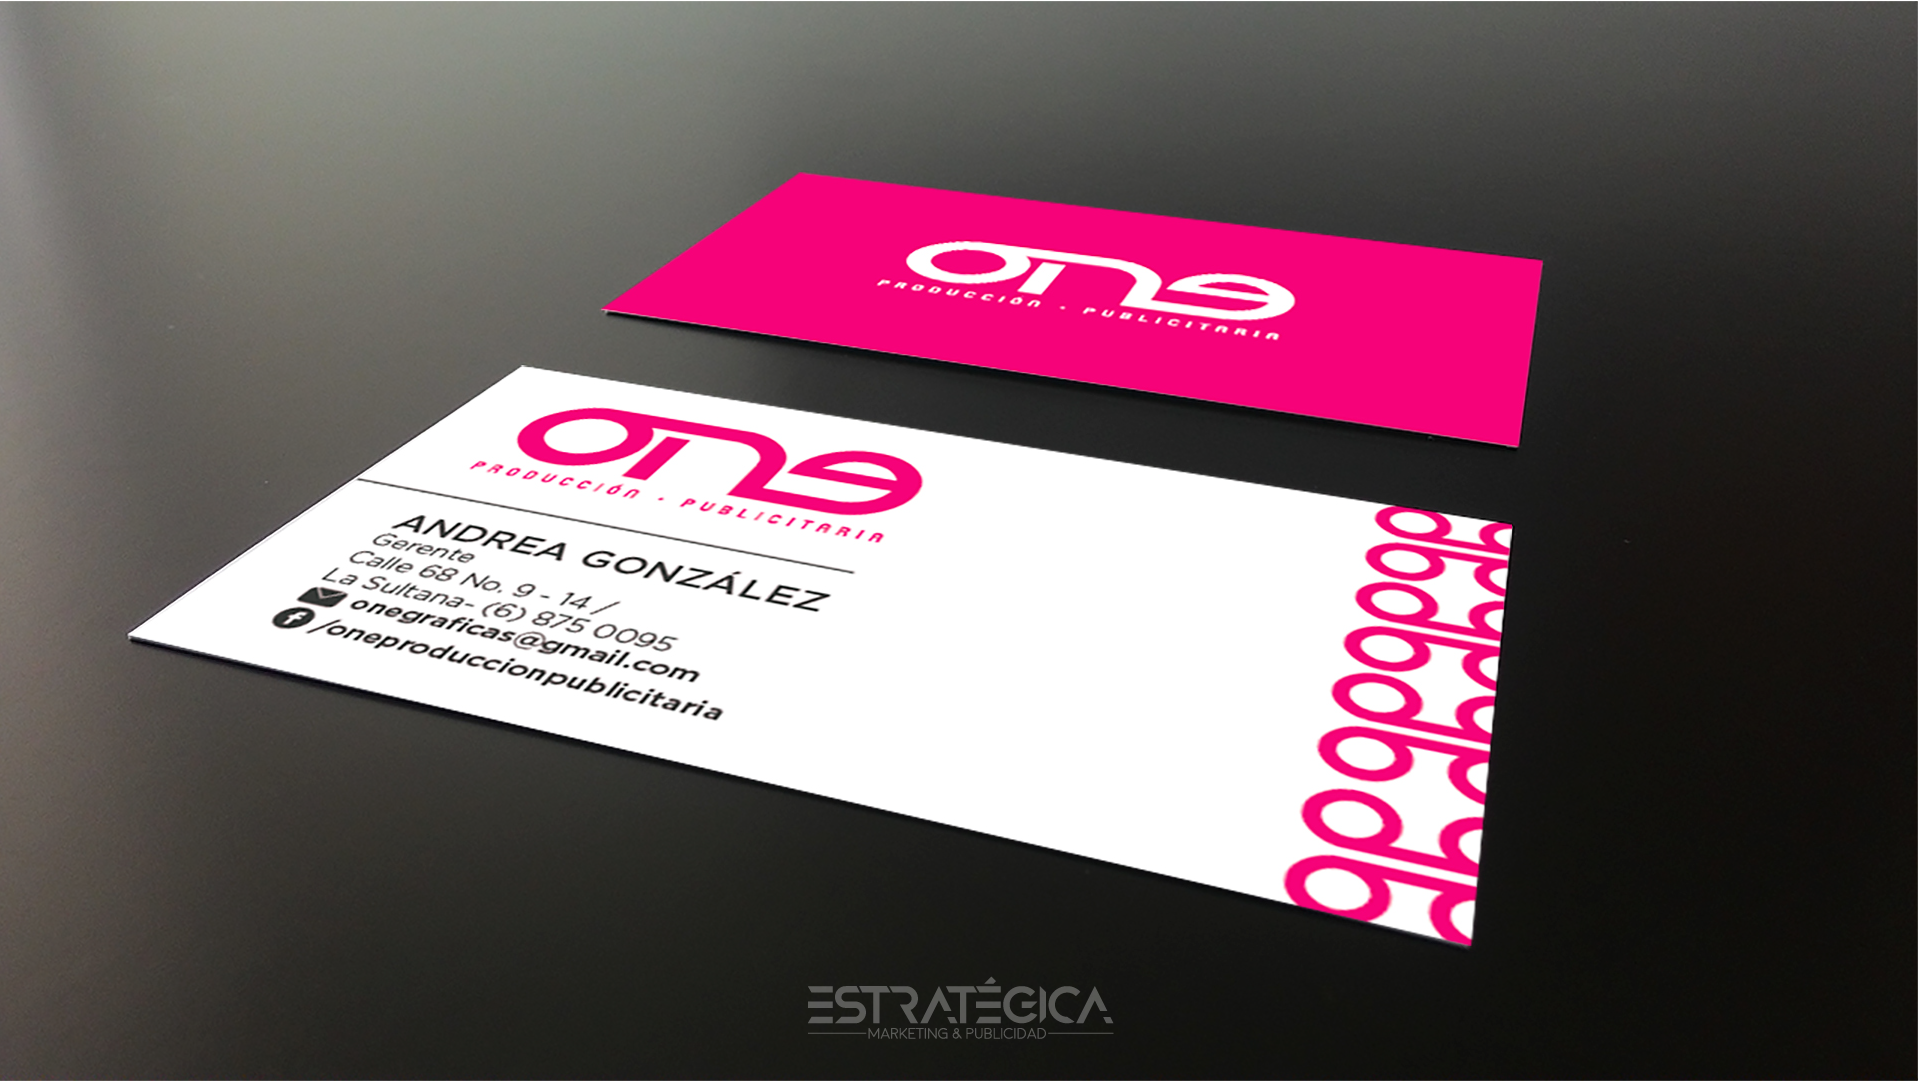 one
PRODUCCIÓN - PUBLICITARIA
one
PRODUCCIÓN - PUBLICITARIA
ANDREA GONZÁLEZ
Gerente
Calle 68 No. 9 - 14 /
La Sultana- (6) 875 0095
onegraficas@gmail.com
/oneproduccionpublicitaria
ESTRATÉGICA
MARKETING & PUBLICIDAD